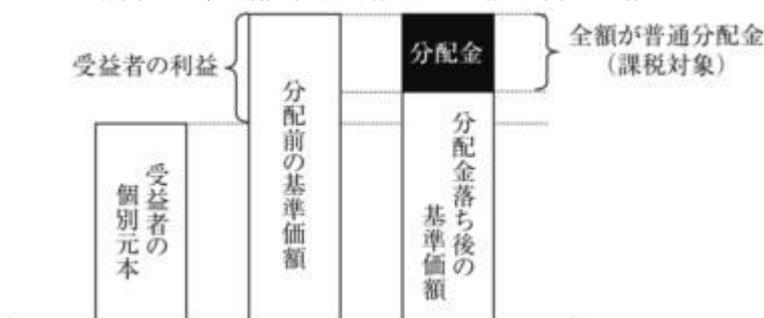 受益者の利益
分配金
全額が普通分配金
(課税対象)
受益者の
個別元本
分配前の基準価額
分配金落ち後の
基準価額